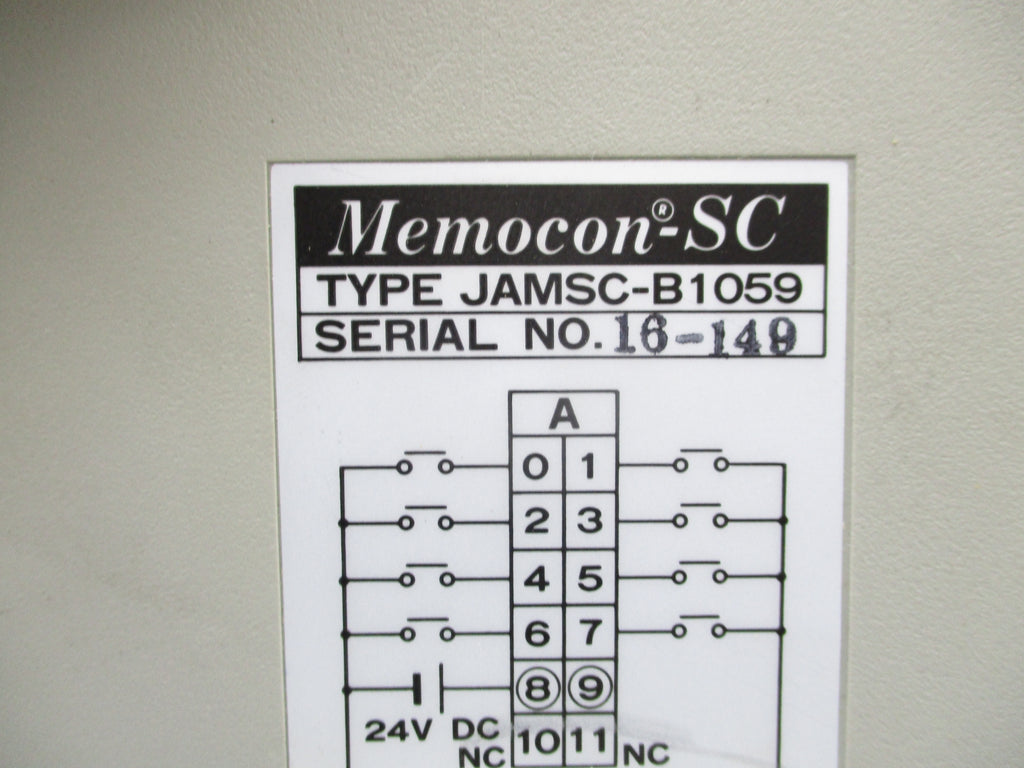 Memocon®-SC
TYPE JAMSC-B1059
SERIAL NO. 16-149
A
0 1
2 3
4 5
6 7
8 9
24V DC
NC 10 11 NC